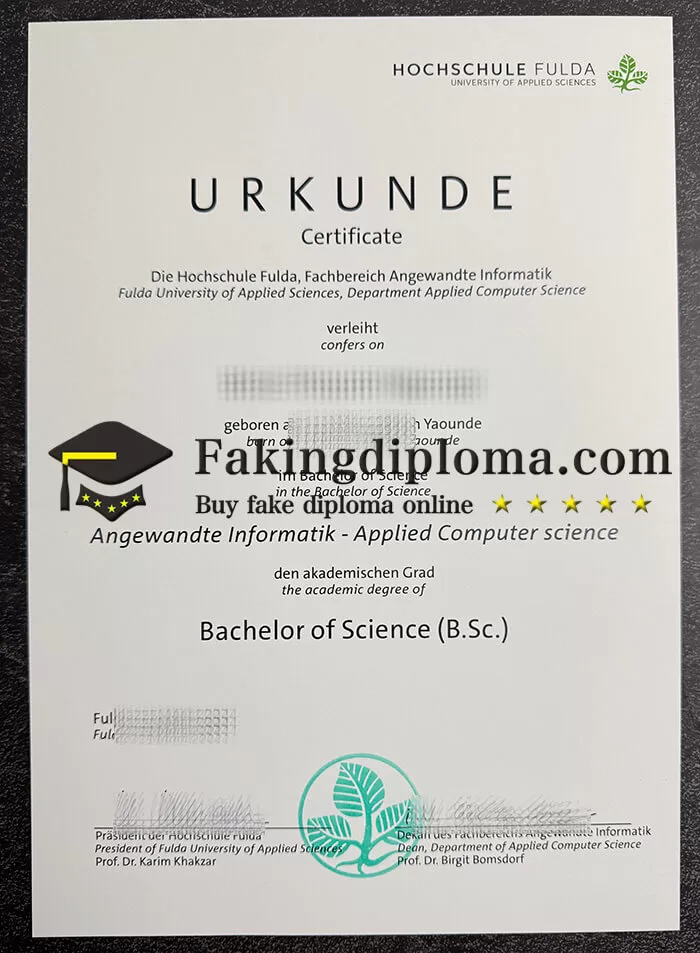 HOCHSCHULE FULDA
UNIVERSITY OF APPLIED SCIENCES
URKUNDE
Certificate
Die Hochschule Fulda, Fachbereich Angewandte Informatik
Fulda University of Applied Sciences, Department Applied Computer Science
verleiht
confers on
geboren Yaounde
born
Fakingdiploma.com
im Bachelor of Science
in the Bachelor of Science
Buy fake diploma online
Angewandte Informatik - Applied Computer science
den akademischen Grad
the academic degree of
Bachelor of Science (B.Sc.)
Präsident der Hochschule Fulda
President of Fulda University of Applied Sciences
Prof. Dr. Karim Khakzar
Dekan des Fachbereichs Angewandte Informatik
Dean, Department of Applied Computer Science
Prof. Dr. Birgit Bomsdorf